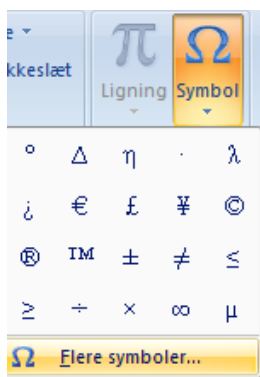 e
kkeslæt
π Ω
Ligning Symbol
° Δ η · λ
¿ € £ ¥ ©
® ™ ± ≠ ≤
≥ ÷ × ∞ µ
Ω Flere symboler...